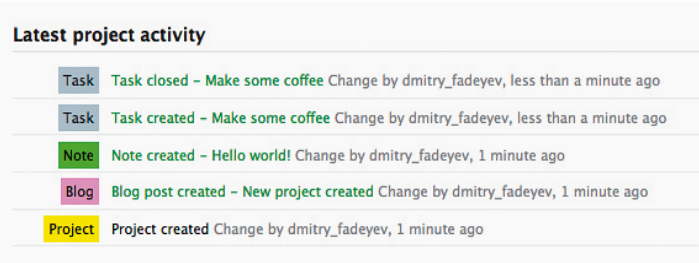 Latest project activity
Task Task closed – Make some coffee Change by dmitry_fadeyev, less than a minute ago
Task Task created – Make some coffee Change by dmitry_fadeyev, less than a minute ago
Note Note created – Hello world! Change by dmitry_fadeyev, 1 minute ago
Blog Blog post created – New project created Change by dmitry_fadeyev, 1 minute ago
Project Project created Change by dmitry_fadeyev, 1 minute ago